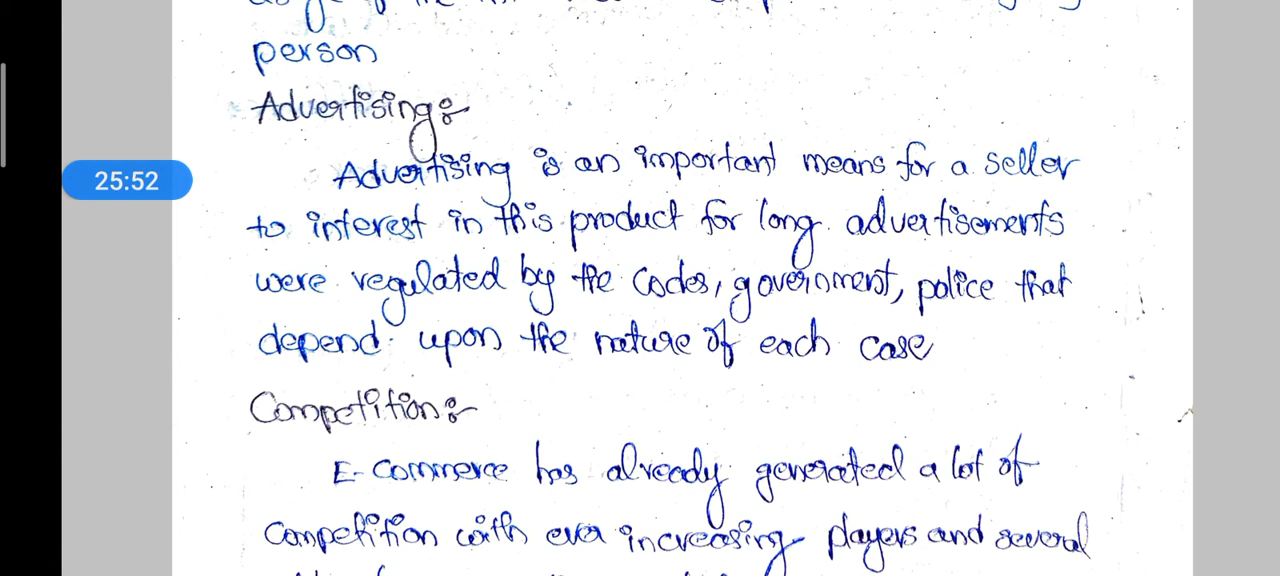 person
Advertising:-
25:52
Advertising is an important means for a seller
to interest in this product for long advertisements
were regulated by the codes, government, police that
depend upon the nature of each case
Competition:-
E-Commerce has already generated a lot of
Competition with ever increasing players and several